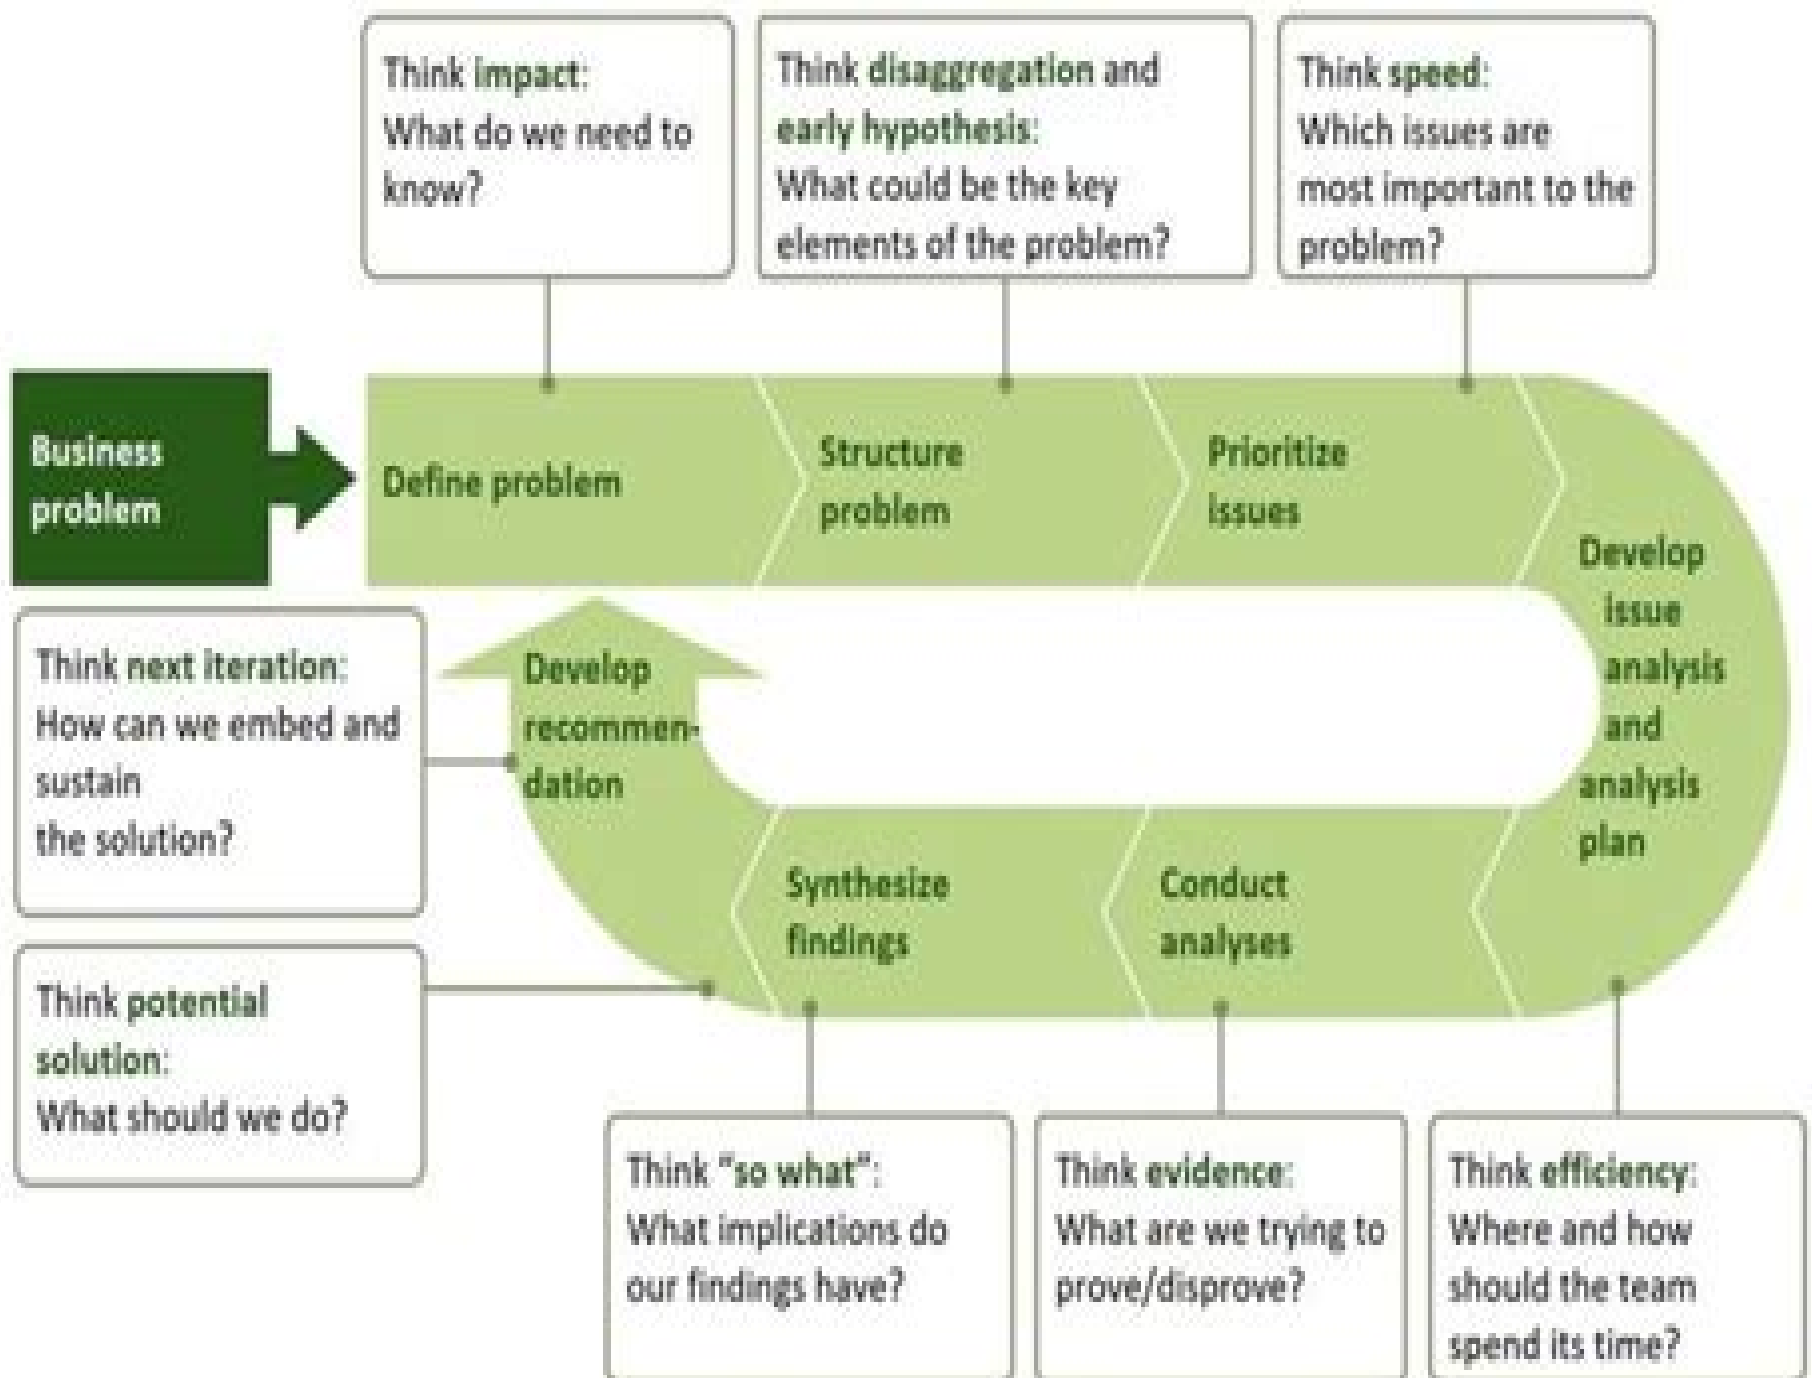 Think impact:
What do we need to
know?
Think disaggregation and
early hypothesis:
What could be the key
elements of the problem?
Think speed:
Which issues are
most important to the
problem?
Business
problem
Define problem
Structure
problem
Prioritize
issues
Develop
issue
analysis
and
analysis
plan
Think next iteration:
How can we embed and
sustain
the solution?
Develop
recommen-
dation
Synthesize
findings
Conduct
analyses
Think potential
solution:
What should we do?
Think "so what":
What implications do
our findings have?
Think evidence:
What are we trying to
prove/disprove?
Think efficiency:
Where and how
should the team
spend its time?